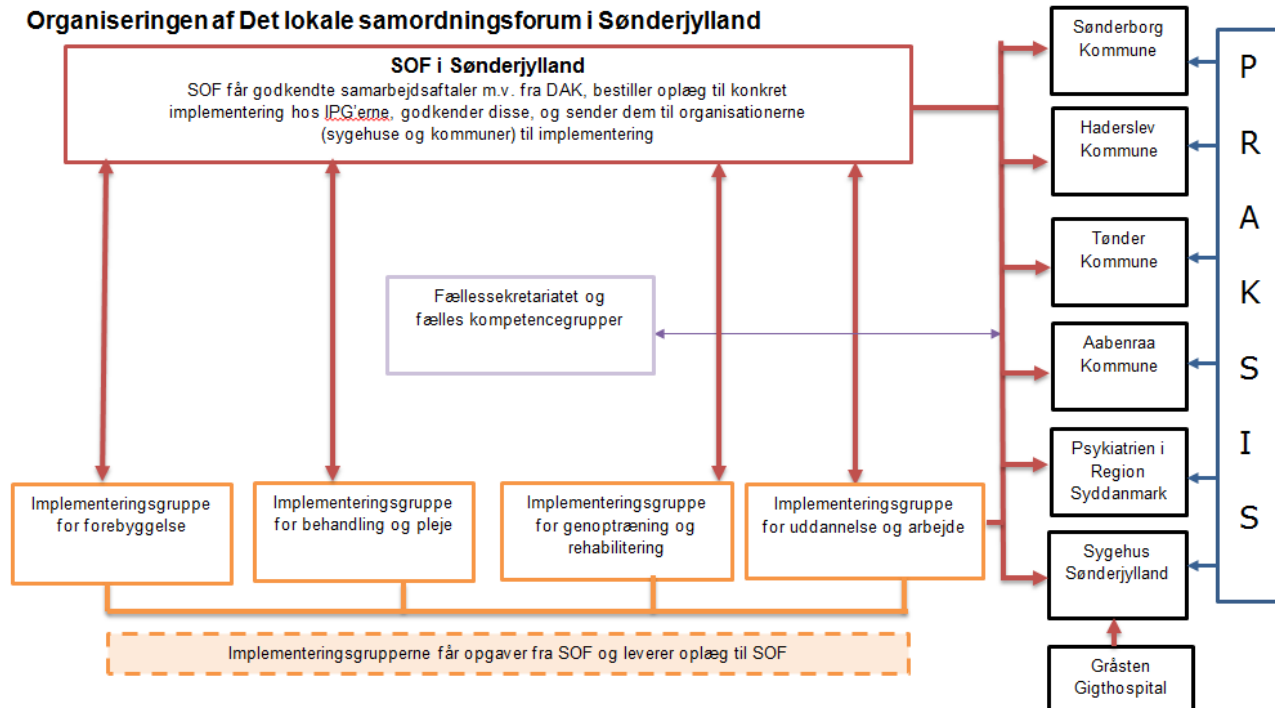 Organiseringen af Det lokale samordningsforum i Sønderjylland
SOF i Sønderjylland
SOF får godkendte samarbejdsaftaler m.v. fra DAK, bestiller oplæg til konkret
implementering hos IPG'erne, godkender disse, og sender dem til organisationerne
(sygehuse og kommuner) til implementering
Fællessekretariatet og
fælles kompetencegrupper
Implementeringsgruppe
for forebyggelse
Implementeringsgruppe
for behandling og pleje
Implementeringsgruppe
for genoptræning og
rehabilitering
Implementeringsgruppe
for uddannelse og arbejde
Implementeringsgrupperne får opgaver fra SOF og leverer oplæg til SOF
Sønderborg
Kommune
Haderslev
Kommune
Tønder
Kommune
Aabenraa
Kommune
Psykiatrien i
Region
Syddanmark
Sygehus
Sønderjylland
Gråsten
Gigthospital
P
R
A
K
S
I
S